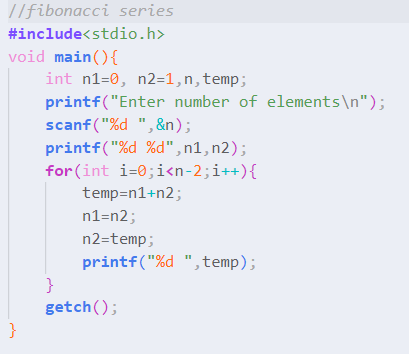 //fibonacci series
#include<stdio.h>
void main(){
    int n1=0, n2=1,n,temp;
    printf("Enter number of elements\n");
    scanf("%d ",&n);
    printf("%d %d",n1,n2);
    for(int i=0;i<n-2;i++){
        temp=n1+n2;
        n1=n2;
        n2=temp;
        printf("%d ",temp);
    }
    getch();
}